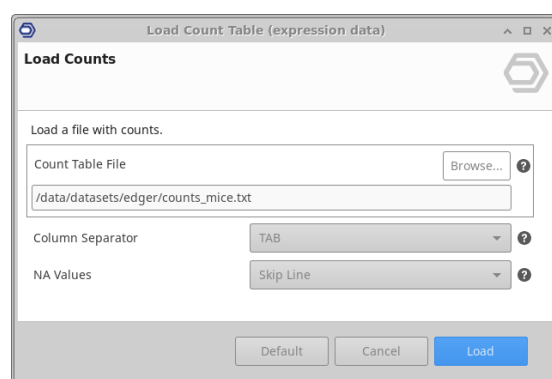 Load Count Table (expression data)
Load Counts
Load a file with counts.
Count Table File
Browse...
/data/datasets/edger/counts_mice.txt
Column Separator TAB
NA Values Skip Line
Default Cancel Load